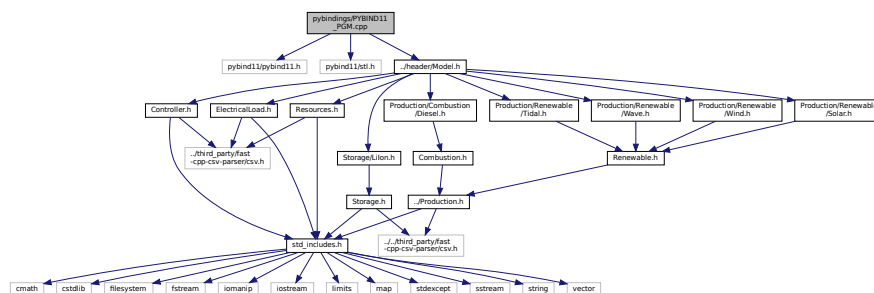 pybindings/PYBIND11
_PGM.cpp
pybind11/pybind11.h
pybind11/stl.h
../header/Model.h
Controller.h
ElectricalLoad.h
Resources.h
Production/Combustion
/Diesel.h
Production/Renewable
/Tidal.h
Production/Renewable
/Wave.h
Production/Renewable
/Wind.h
Production/Renewabl
/Solar.h
../third_party/fast
-cpp-csv-parser/csv.h
Storage/LiIon.h
Combustion.h
Renewable.h
Storage.h
../Production.h
std_includes.h
../../third_party/fast
-cpp-csv-parser/csv.h
cmath
cstdlib
filesystem
fstream
iomanip
iostream
limits
map
stdexcept
sstream
string
vector